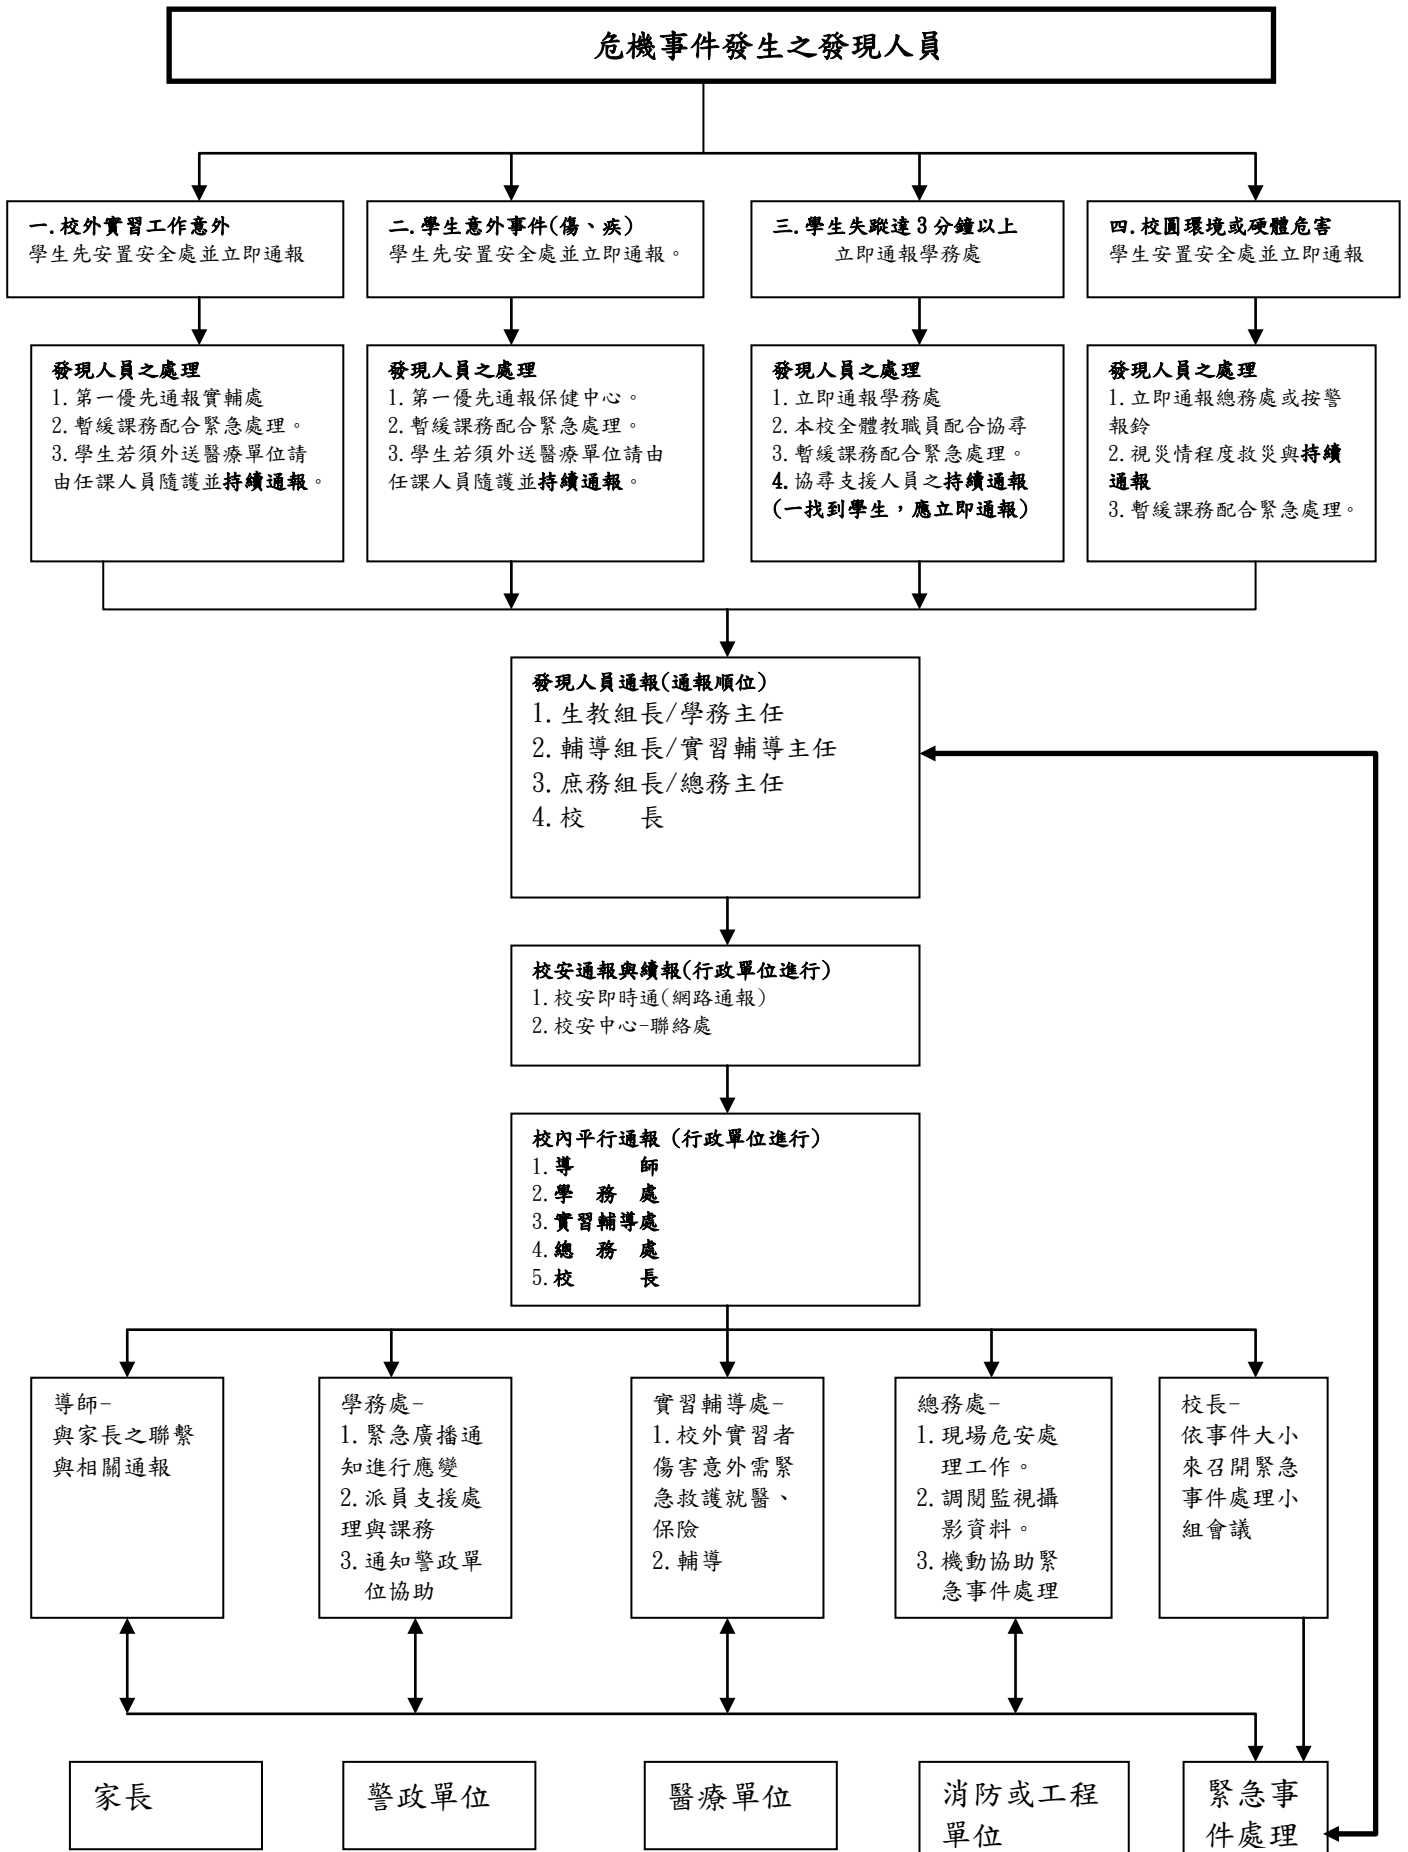 危機事件發生之發現人員
一.校外實習工作意外
學生先安置安全處並立即通報
二.學生意外事件(傷、疾)
學生先安置安全處並立即通報。
三.學生失蹤達3分鐘以上
立即通報學務處
四.校園環境或硬體危害
學生安置安全處並立即通報
發現人員之處理
1.第一優先通報實輔處
2.暫緩課務配合緊急處理。
3.學生若須外送醫療單位請
由任課人員隨護並持續通報。
發現人員之處理
1.第一優先通報保健中心。
2.暫緩課務配合緊急處理。
3.學生若須外送醫療單位請由
任課人員隨護並持續通報。
發現人員之處理
1.立即通報學務處
2.本校全體教職員配合協尋
3.暫緩課務配合緊急處理。
4.協尋支援人員之持續通報
(一找到學生，應立即通報)
發現人員之處理
1.立即通報總務處或按警
報鈴
2.視災情程度救災與持續
通報
3.暫緩課務配合緊急處理。
發現人員通報(通報順位)
1.生教組長/學務主任
2.輔導組長/實習輔導主任
3.庶務組長/總務主任
4.校　　長
校安通報與續報(行政單位進行)
1.校安即時通(網路通報)
2.校安中心-聯絡處
校內平行通報 (行政單位進行)
1.導　　　師
2.學　務　處
3.實習輔導處
4.總　務　處
5.校　　　長
導師-
與家長之聯繫
與相關通報
學務處-
1.緊急廣播通
知進行應變
2.派員支援處
理與課務
3.通知警政單
位協助
實習輔導處-
1.校外實習者
傷害意外需緊
急救護就醫、
保險
2.輔導
總務處-
1.現場危安處
理工作。
2.調閱監視攝
影資料。
3.機動協助緊
急事件處理
校長-
依事件大小
來召開緊急
事件處理小
組會議
家長
警政單位
醫療單位
消防或工程
單位
緊急事
件處理